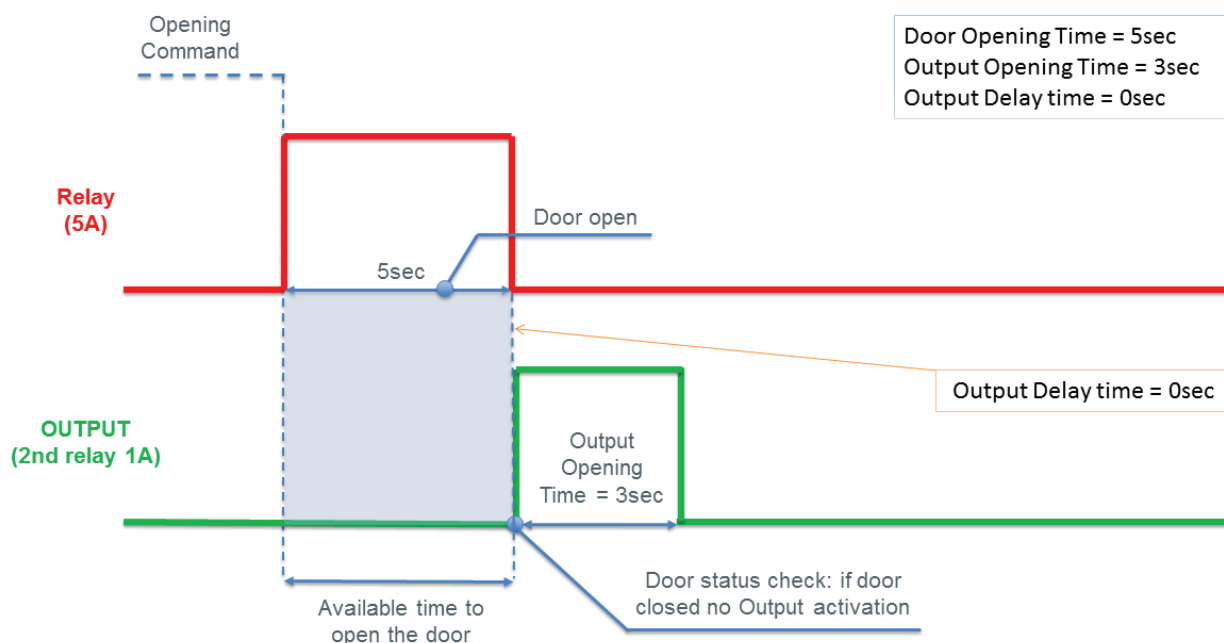 Opening
Command
Door Opening Time = 5sec
Output Opening Time = 3sec
Output Delay time = 0sec
Relay
(5A)
Door open
5sec
Output Delay time = 0sec
OUTPUT
(2nd relay 1A)
Output
Opening
Time = 3sec
Door status check: if door
closed no Output activation
Available time to
open the door